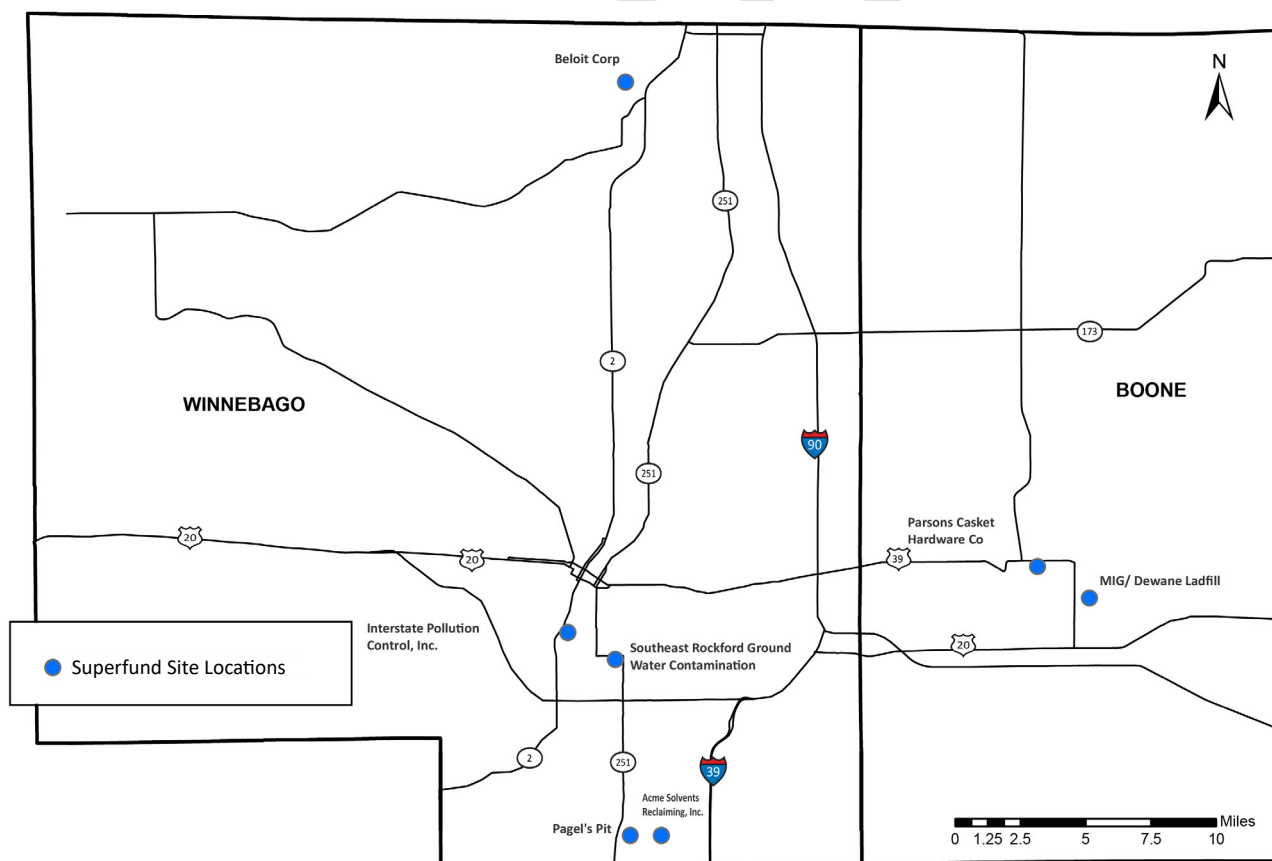 Beloit Corp
N
251
173
2
WINNEBAGO
BOONE
90
251
Parsons Casket
Hardware Co
20
20
39
MIG/ Dewane Ladfill
Interstate Pollution
Control, Inc.
Southeast Rockford Ground
Water Contamination
20
Superfund Site Locations
2
251
39
Acme Solvents
Reclaiming, Inc.
Pagel's Pit
Miles
0 1.25 2.5 5 7.5 10